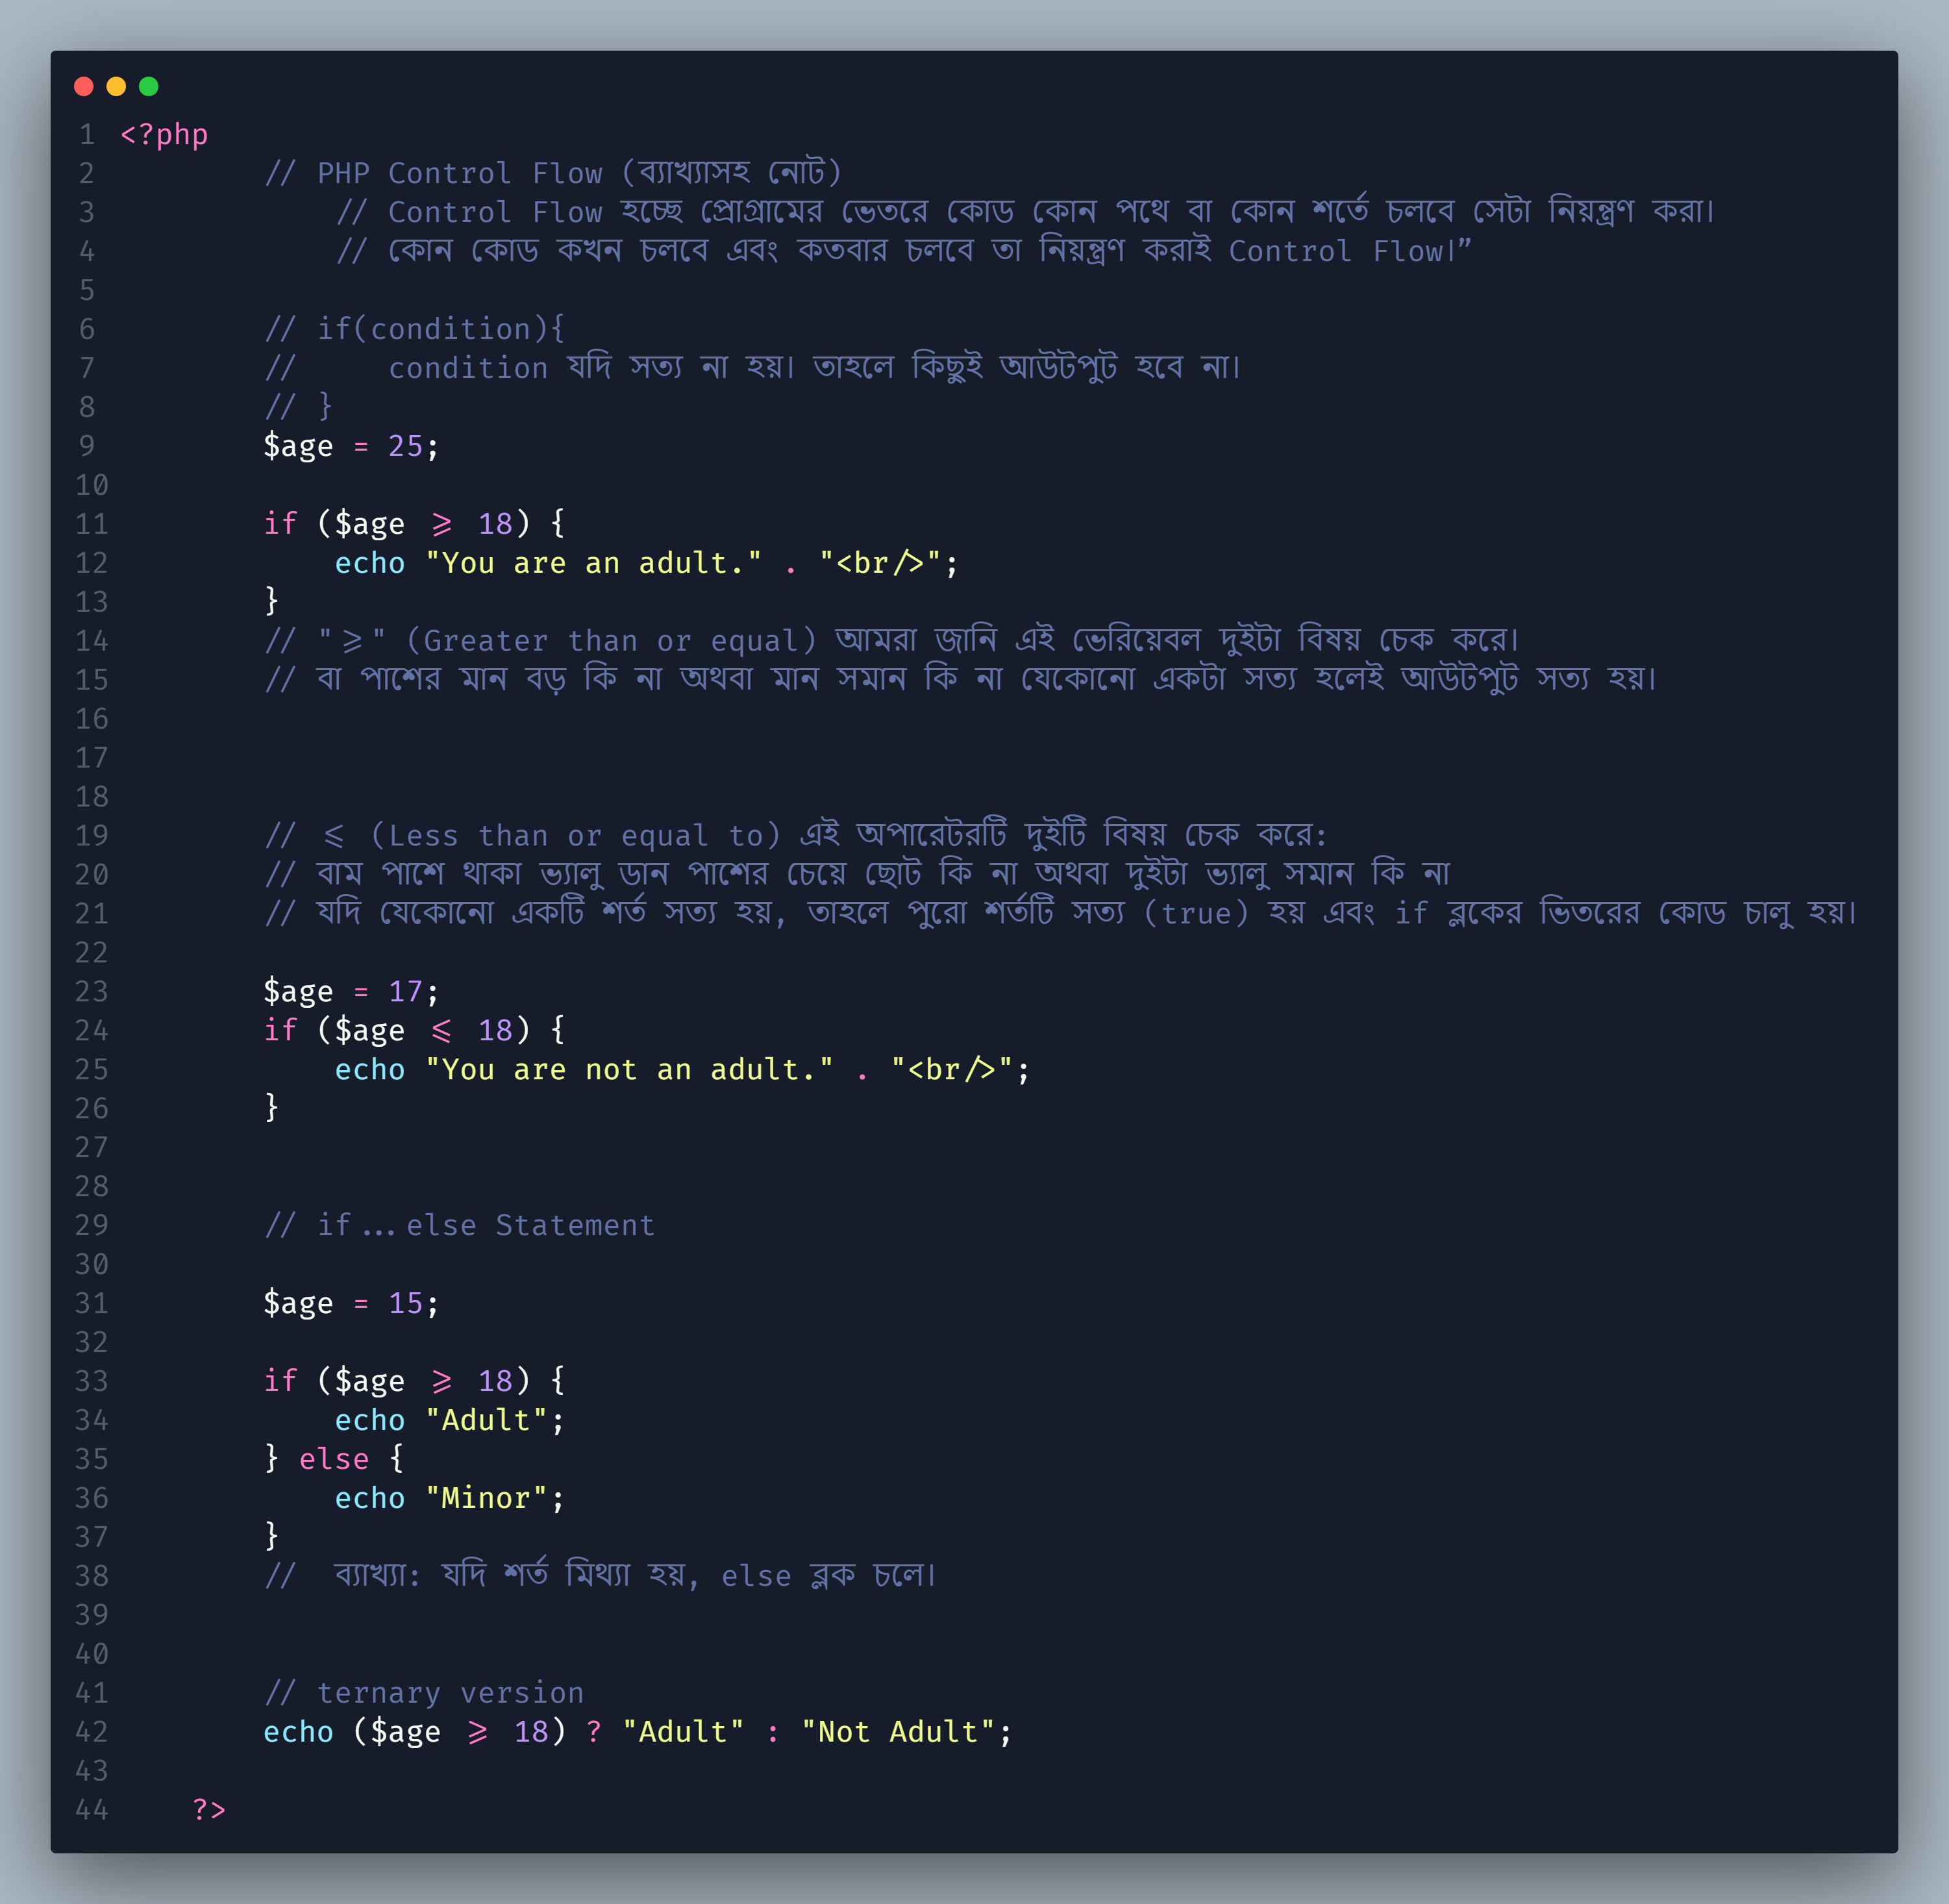 1 <?php
2 // PHP Control Flow (ব্যাখ্যাসহ নোট)
3 // Control Flow হচ্ছে প্রোগ্রামের ভেতরে কোড কোন পথে বা কোন শর্তে চলবে সেটা নিয়ন্ত্রণ করা।
4 // কোন কোড কখন চলবে এবং কতবার চলবে তা নিয়ন্ত্রণ করাই Control Flow।”
5
6 // if(condition){
7 //     condition যদি সত্য না হয়। তাহলে কিছুই আউটপুট হবে না।
8 // }
9 $age = 25;
10
11 if ($age >= 18) {
12 echo "You are an adult." . "<br/>";
13 }
14 // ">=" (Greater than or equal) আমরা জানি এই ভেরিয়েবল দুইটা বিষয় চেক করে।
15 // বা পাশের মান বড় কি না অথবা মান সমান কি না যেকোনো একটা সত্য হলেই আউটপুট সত্য হয়।
16
17
18
19 // <= (Less than or equal to) এই অপারেটরটি দুইটি বিষয় চেক করে:
20 // বাম পাশে থাকা ভ্যালু ডান পাশের চেয়ে ছোট কি না অথবা দুইটা ভ্যালু সমান কি না
21 // যদি যেকোনো একটি শর্ত সত্য হয়, তাহলে পুরো শর্তটি সত্য (true) হয় এবং if ব্লকের ভিতরের কোড চালু হয়।
22
23 $age = 17;
24 if ($age <= 18) {
25 echo "You are not an adult." . "<br/>";
26 }
27
28
29 // if...else Statement
30
31 $age = 15;
32
33 if ($age >= 18) {
34 echo "Adult";
35 } else {
36 echo "Minor";
37 }
38 //  ব্যাখ্যা: যদি শর্ত মিথ্যা হয়, else ব্লক চলে।
39
40
41 // ternary version
42 echo ($age >= 18) ? "Adult" : "Not Adult";
43
44 ?>